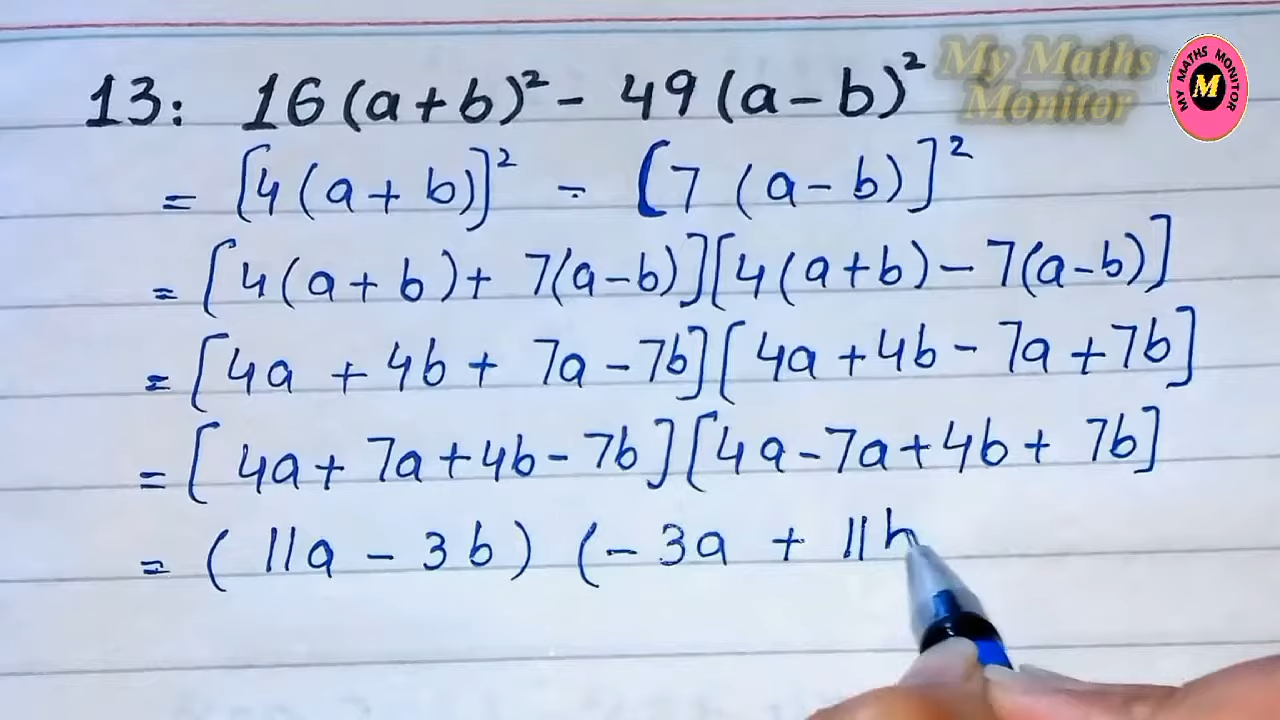 13: 16(a+b)² - 49(a-b)²
= [4(a+b)]² - [7(a-b)]²
= [4(a+b)+ 7(a-b)][4(a+b)-7(a-b)]
= [4a + 4b + 7a - 7b][4a + 4b - 7a + 7b]
= [4a + 7a + 4b - 7b][4a - 7a + 4b + 7b]
= (11a - 3b) (-3a + 11b
My Maths
Monitor
MY MATHS MONITOR
M